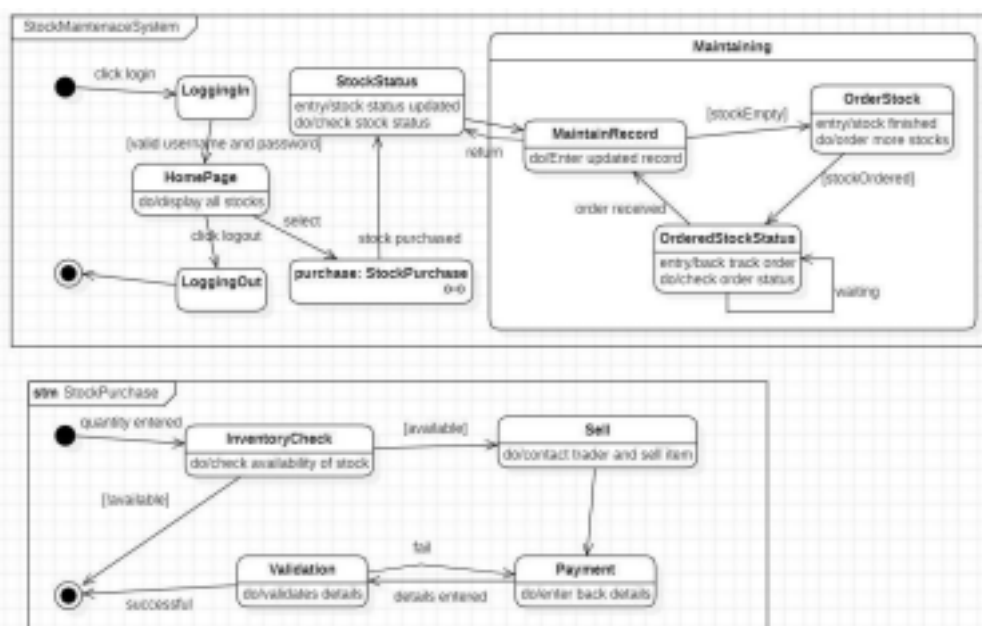 StockMaintenaceSystem
Maintaining
click login
LoggingIn
StockStatus
entry/stock status updated
do/check stock status
OrderStock
entry/stock finished
do/order more stocks
[stockEmpty]
MaintainRecord
do/Enter updated record
return
[valid username and password]
HomePage
do/display all stocks
[stockOrdered]
select
order received
click logout
stock purchased
OrderedStockStatus
entry/back track order
do/check order status
LoggingOut
purchase: StockPurchase
waiting
stm StockPurchase
quantity entered
InventoryCheck
do/check availability of stock
[available]
Sell
do/contact trader and sell item
[!available]
fail
Validation
do/validates details
Payment
do/enter back details
details entered
successful